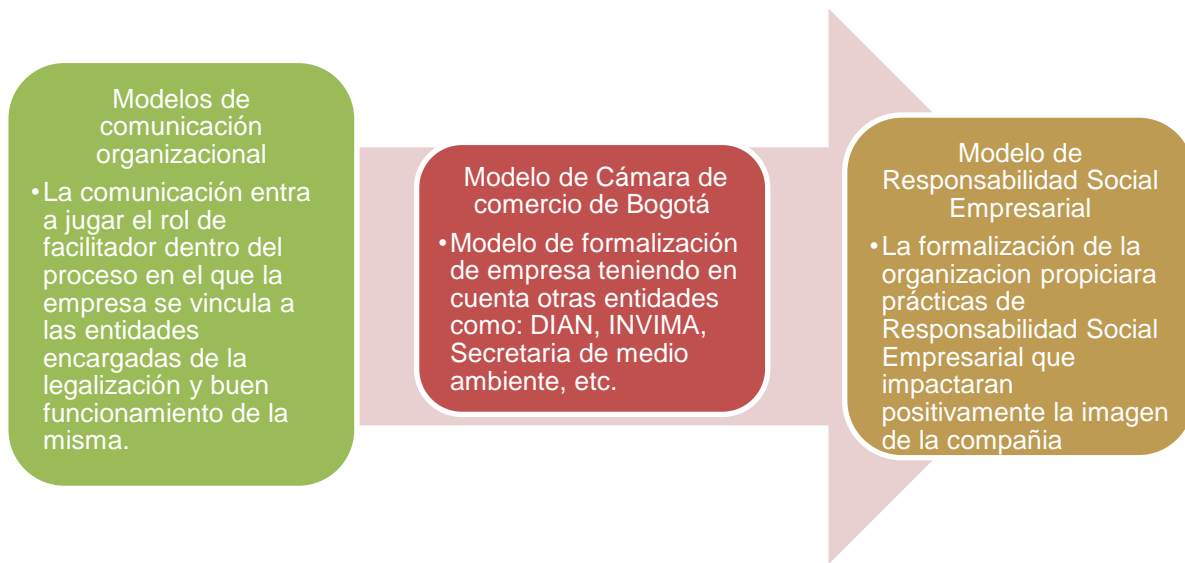 Modelos de
comunicación
organizacional
•La comunicación entra
a jugar el rol de
facilitador dentro del
proceso en el que la
empresa se vincula a
las entidades
encargadas de la
legalización y buen
funcionamiento de la
misma.
Modelo de Cámara de
comercio de Bogotá
•Modelo de formalización
de empresa teniendo en
cuenta otras entidades
como: DIAN, INVIMA,
Secretaria de medio
ambiente, etc.
Modelo de
Responsabilidad Social
Empresarial
•La formalización de la
organizacion propiciara
prácticas de
Responsabilidad Social
Empresarial que
impactaran
positivamente la imagen
de la compañia